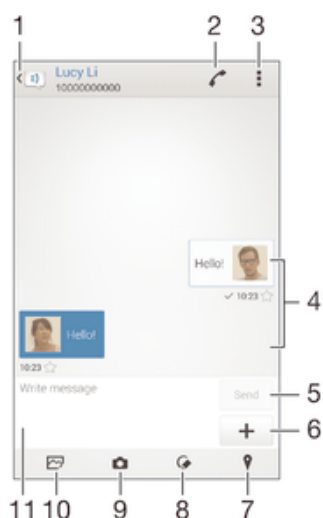 1
2
3
Lucy Li
10000000000
Hello!
10:23
4
Hello!
10:23
Write message
Send
5
6
11
10
9
8
7